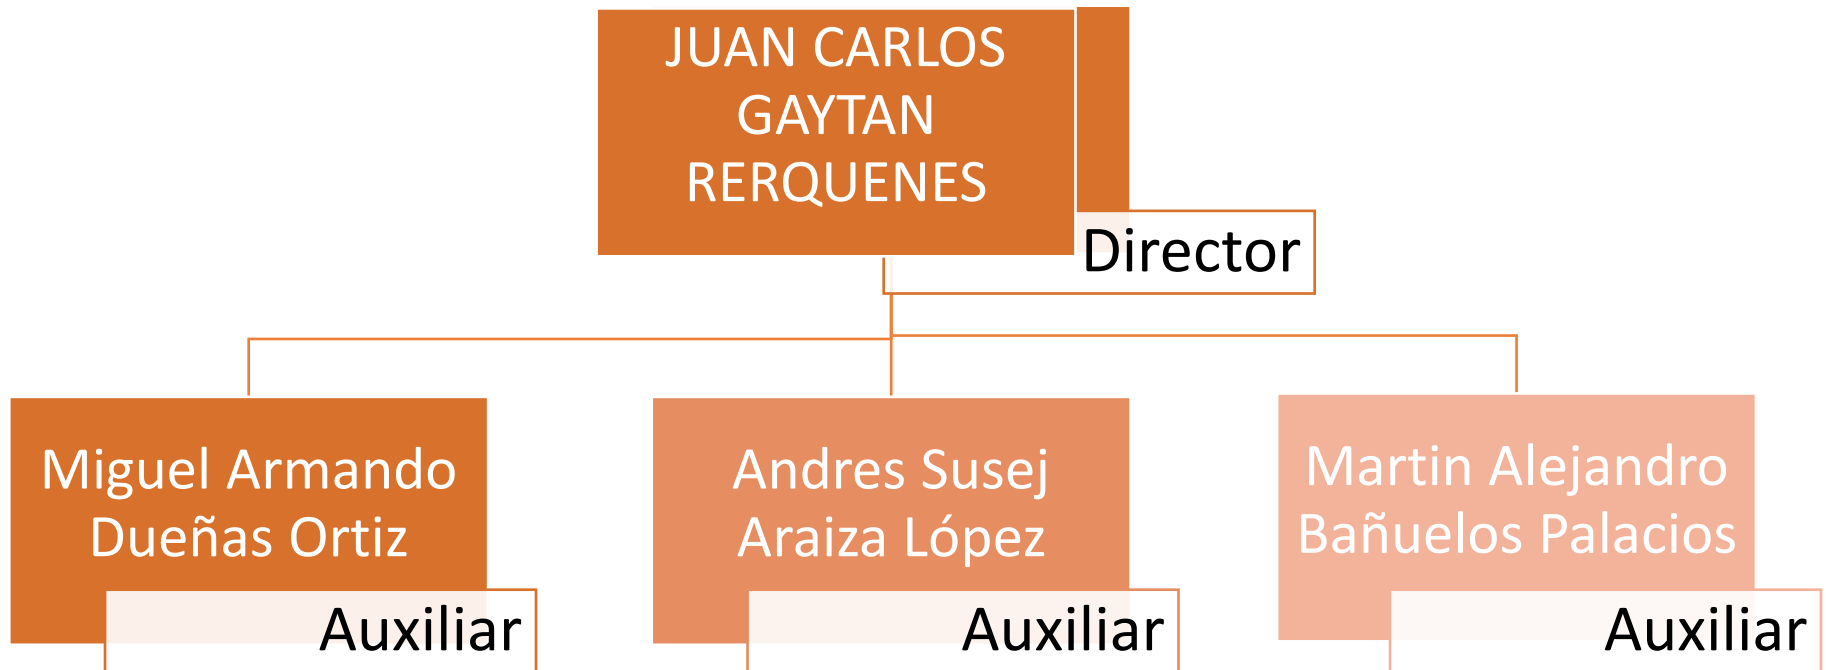 JUAN CARLOS
GAYTAN
RERQUENES
Director
Miguel Armando
Dueñas Ortiz
Auxiliar
Andres Susej
Araiza López
Auxiliar
Martin Alejandro
Bañuelos Palacios
Auxiliar